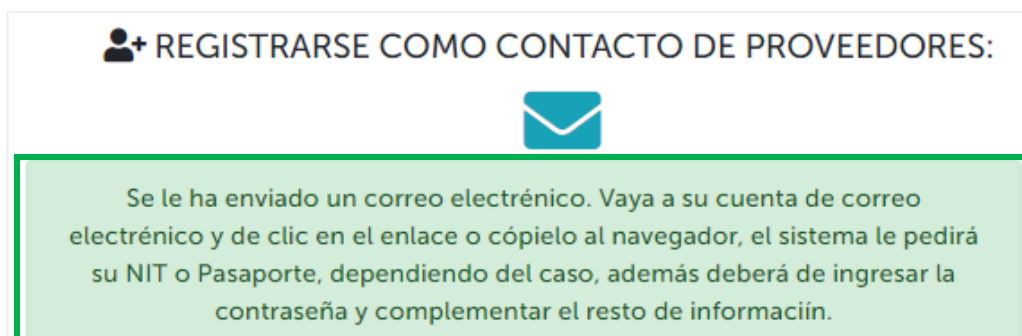 REGISTRARSE COMO CONTACTO DE PROVEEDORES:
Se le ha enviado un correo electrónico. Vaya a su cuenta de correo
electrónico y de clic en el enlace o cópielo al navegador, el sistema le pedirá
su NIT o Pasaporte, dependiendo del caso, además deberá de ingresar la
contraseña y complementar el resto de informaciín.